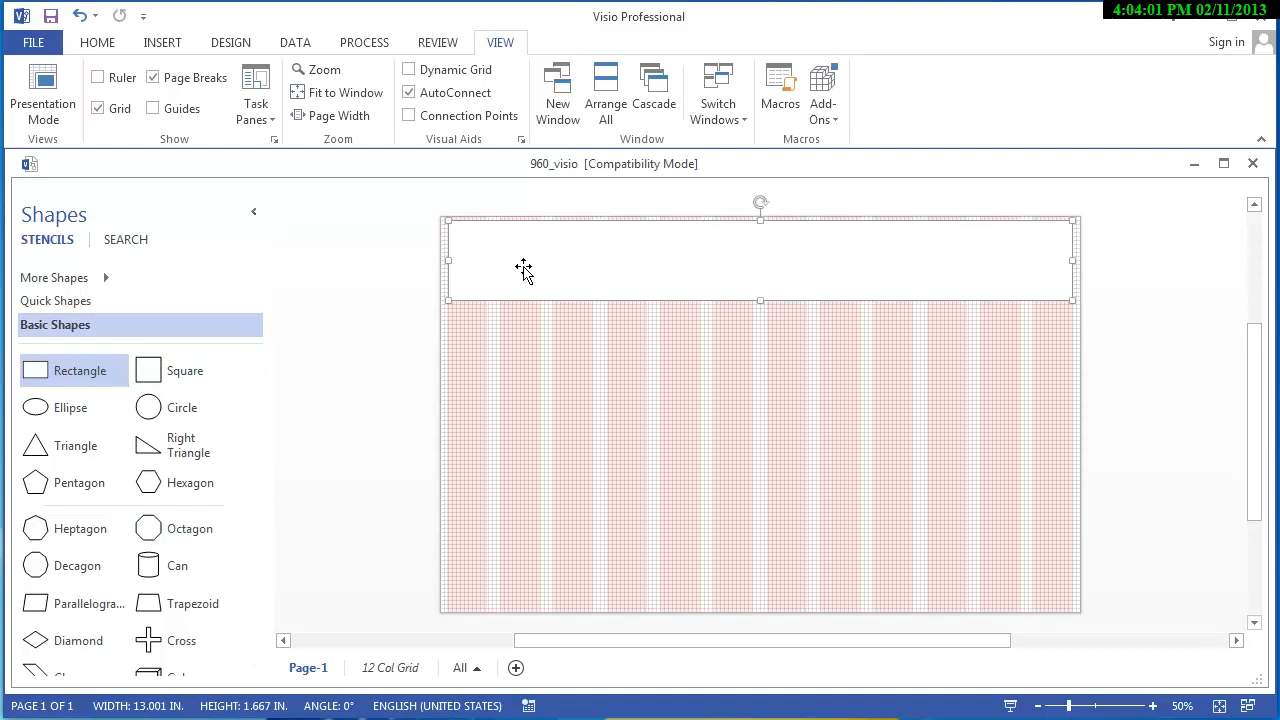 4:04:01 PM 02/11/2013
Visio Professional
FILE HOME INSERT DESIGN DATA PROCESS REVIEW VIEW Sign in
Ruler Page Breaks Zoom Dynamic Grid
Fit to Window AutoConnect
Presentation Mode Grid Guides Task Panes Page Width Connection Points New Window Arrange All Cascade Switch Windows Macros Add-Ons
Views Show Zoom Visual Aids Window Macros
960_visio [Compatibility Mode]
Shapes
STENCILS SEARCH
More Shapes
Quick Shapes
Basic Shapes
Rectangle Square
Ellipse Circle
Triangle Right Triangle
Pentagon Hexagon
Heptagon Octagon
Decagon Can
Parallelogra... Trapezoid
Diamond Cross
Page-1 12 Col Grid All
PAGE 1 OF 1 WIDTH: 13.001 IN. HEIGHT: 1.667 IN. ANGLE: 0° ENGLISH (UNITED STATES) 50%